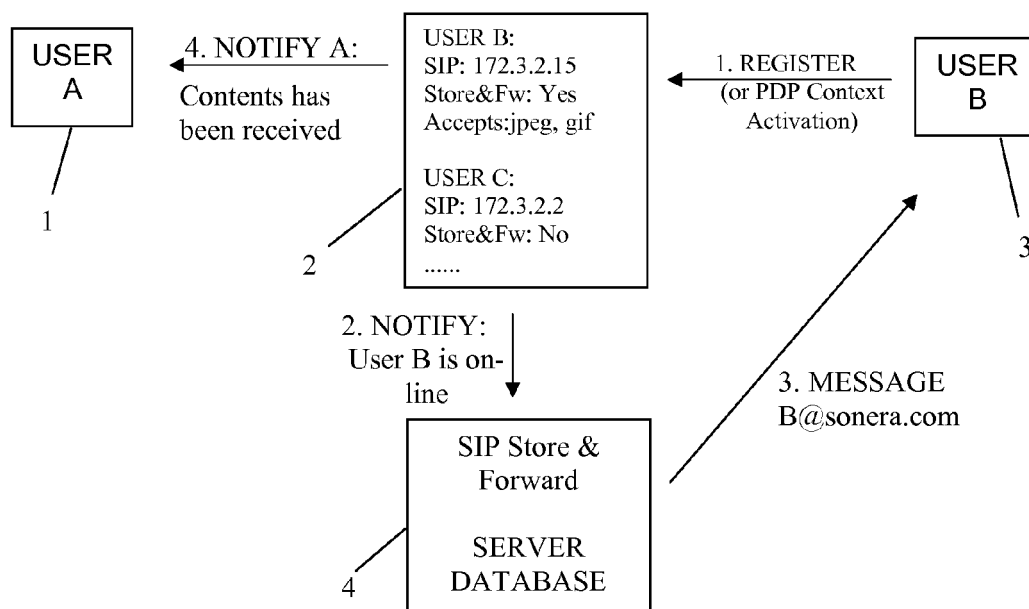 USER
A
1
4. NOTIFY A:
Contents has
been received
USER B:
SIP: 172.3.2.15
Store&Fw: Yes
Accepts:jpeg, gif
USER C:
SIP: 172.3.2.2
Store&Fw: No
......
2
1. REGISTER
(or PDP Context
Activation)
USER
B
3
2. NOTIFY:
User B is on-
line
3. MESSAGE
B@sonera.com
SIP Store &
Forward
SERVER
DATABASE
4